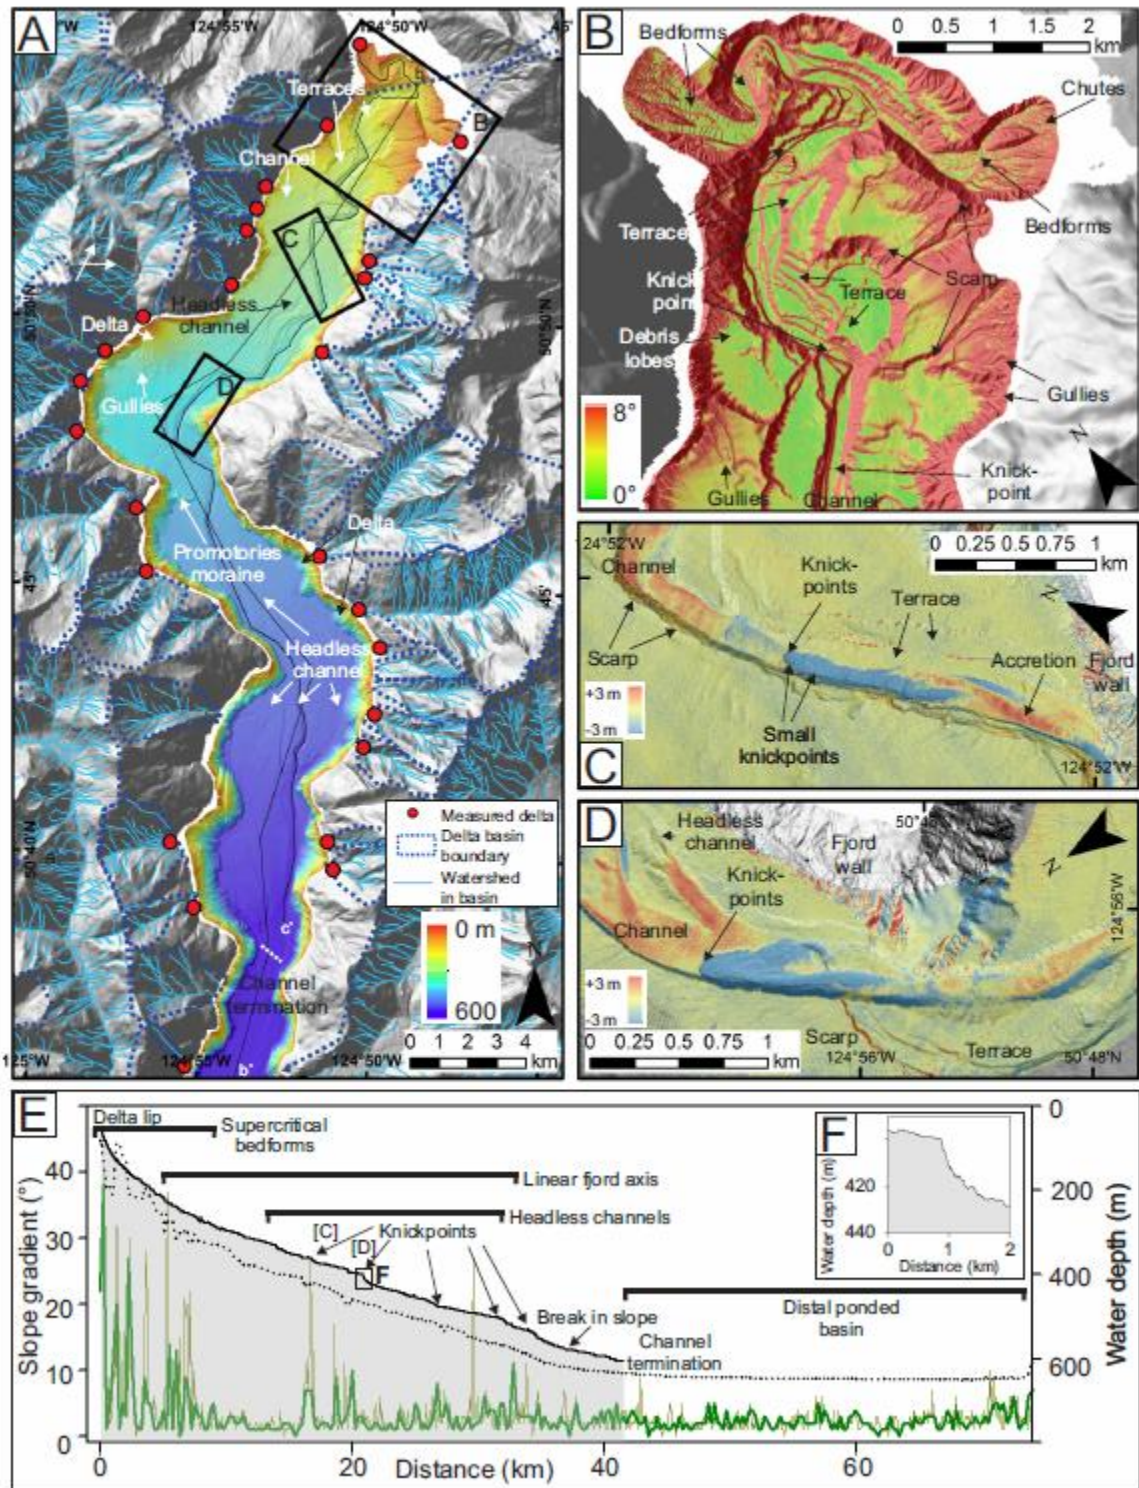 A
°W
124°55'W
124°50'W
45'
Terraces
B
Channel
C
Headless
channel
50°50'N
50°50'N
Delta
Gullies
D
Delta
Promotories
moraine
45'
45'
Headless
channel
Measured delta
Delta basin
boundary
Watershed
in basin
50°40'N
c'
0 m
600
N
Channel
termination
0 1 2 3 4
km
125°W
124°55'W
124°50'W
b'
B
Bedforms
0 0.5 1 1.5 2
km
Chutes
Bedforms
Terrace
Scarp
Knick-
point
Terrace
Debris
lobes
Gullies
8°
0°
N
Knick-
point
Gullies
Channel
24°52'W
Channel
0 0.25 0.5 0.75 1
km
Knick-
points
Terrace
N
Scarp
Accretion
Fjord
wall
+3 m
-3 m
Small
knickpoints
C
124°52'W
D
Headless
channel
Fjord
wall
N
Knick-
points
124°56'W
Channel
+3 m
-3 m
0 0.25 0.5 0.75 1
km
Scarp
124°56'W
Terrace
50°48'N
E
Delta lip
Supercritical
bedforms
Linear fjord axis
Headless channels
[C]
Knickpoints
[D]
F
Break in slope
Channel
termination
Distal ponded
basin
Slope gradient (°)
40
30
20
10
0
0
200
400
600
Water depth (m)
0 20 40 60
Distance (km)
F
Water depth (m)
420
440
0 1 2
Distance (km)